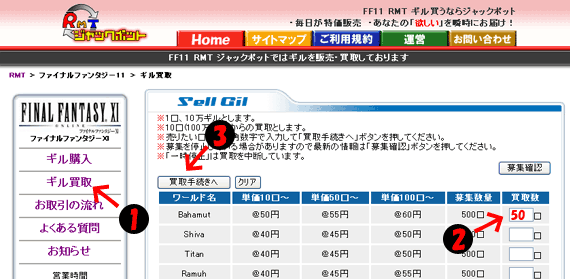 RMT
ジャックポット
FF11 RMT ギル買うならジャックポット
・毎日が特価販売 ・あなたの「欲しい」を瞬時にお届け!
Home サイトマップ ご利用規約 運営 お問い合わせ
FF11 RMT ジャックポットではギルを販売・買取しております
RMT > ファイナルファンタジー11 > ギル買取
FINAL FANTASY XI
ONLINE
ファイナルファンタジーXI
ギル購入
ギル買取
お取引の流れ
よくある質問
お知らせ
営業時間
1
Sell Gil
※1口、10万ギルとします。
※10口(100万 からの買取とします。
※売りたい口 数字で入力して「買取手続きへ」ボタンを押してください。
※募集を停止 る場合がありますので最新の情報は「募集確認」ボタンを押してください。
※「一時停止」は買取を中断しています。
3
募集確認
買取手続きへ クリア
ワールド名 単価10口~ 単価50口~ 単価100口~ 募集数量 買取数
Bahamut @50円 @55円 @60円 500口 50 口
Shiva @40円 @45円 @50円 口
2
Titan @40円 @45円 @50円 500口 口
Ramuh @45円 @50円 @55円 500口 口